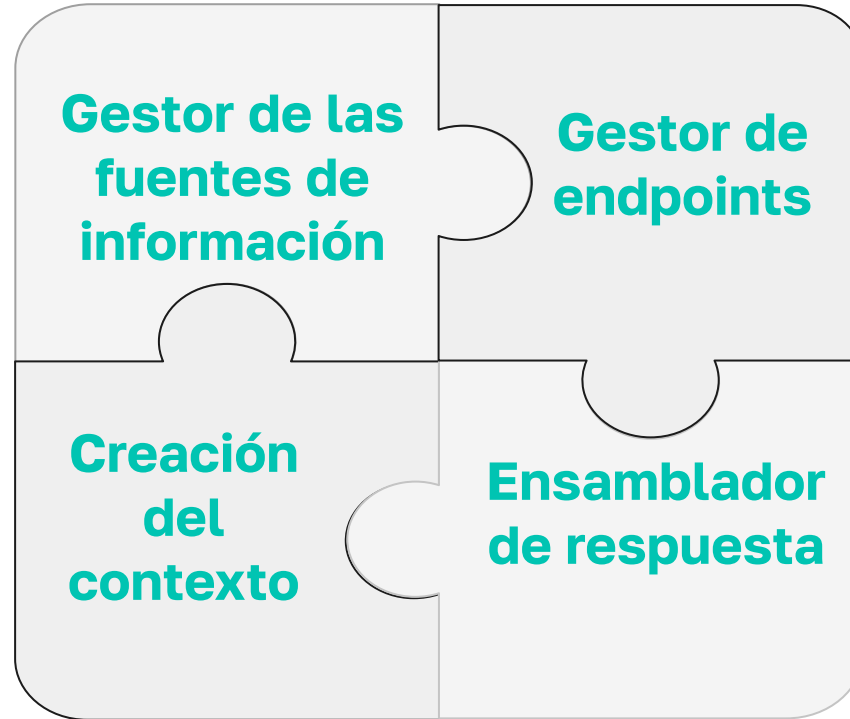 Gestor de las
fuentes de
información
Gestor de
endpoints
Creación
del
contexto
Ensamblador
de respuesta